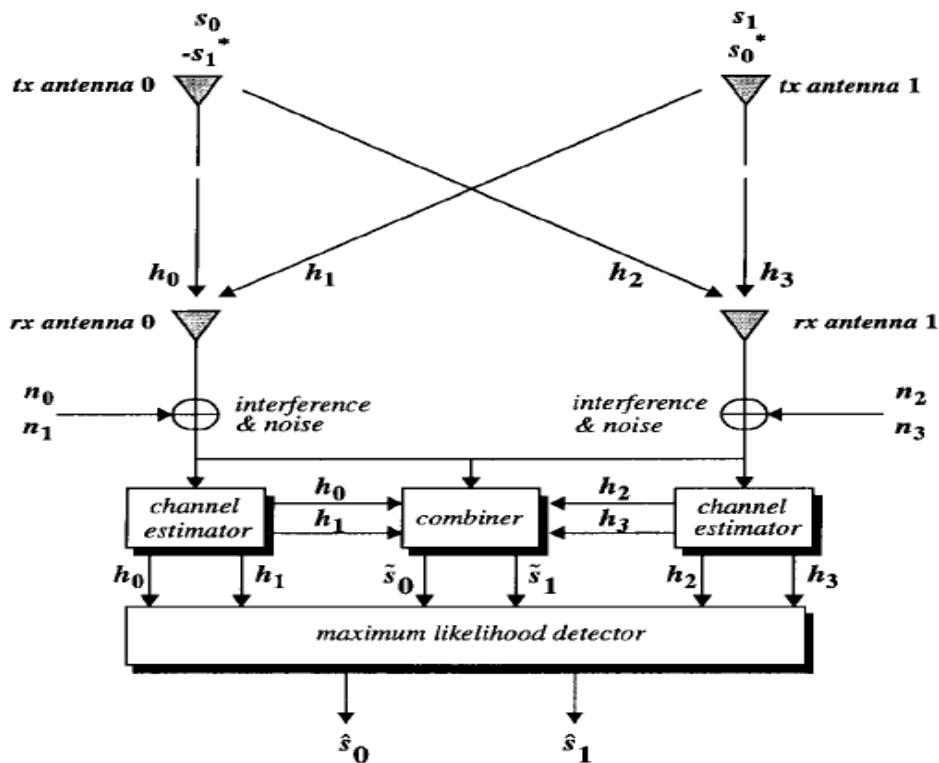 s₀ s₁
-s₁* s₀*
tx antenna 0 tx antenna 1
h₀ h₁ h₂ h₃
rx antenna 0 rx antenna 1
n₀ interference interference n₂
n₁ & noise & noise n₃
channel estimator h₀ combiner h₂ channel estimator
h₁ h₃
h₀ h₁ s̃₀ s̃₁ h₂ h₃
maximum likelihood detector
ŝ₀ ŝ₁